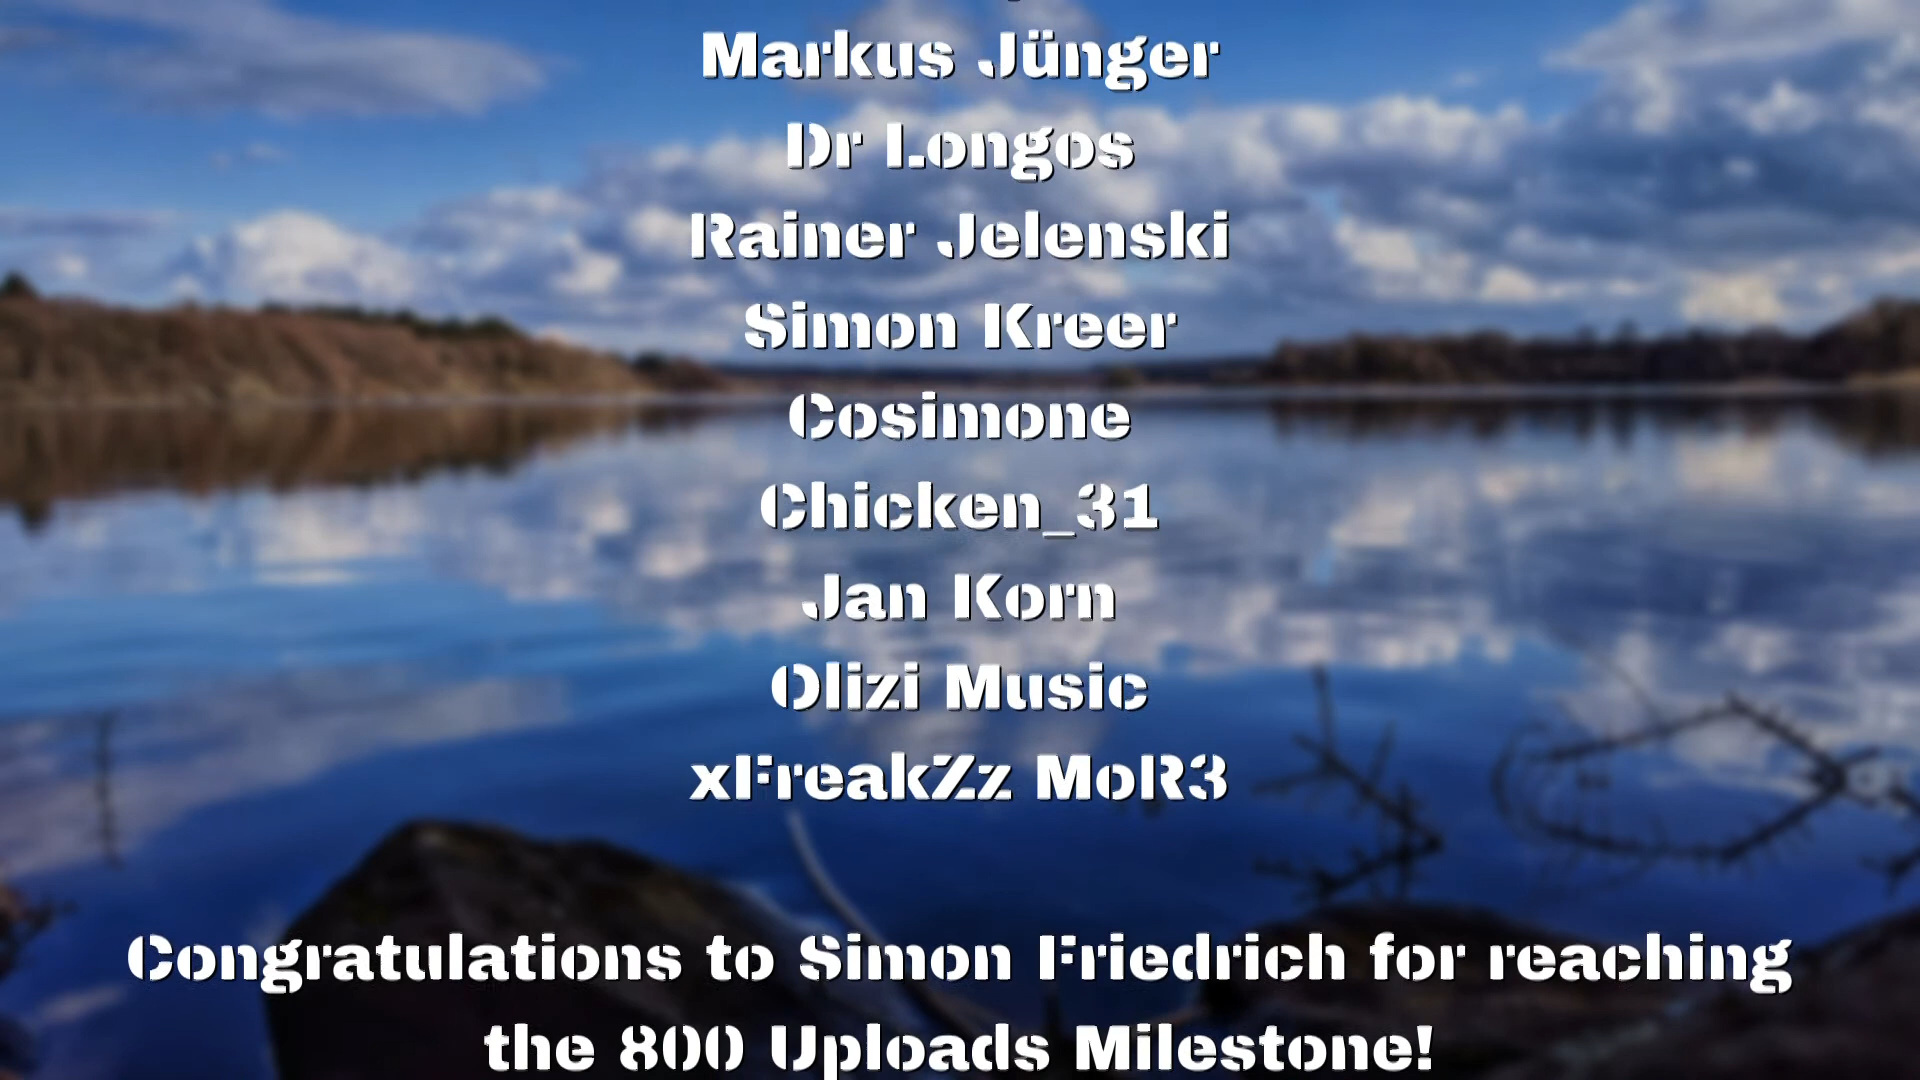 Markus Jünger
Dr Longos
Rainer Jelenski
Simon Kreer
Cosimone
Chicken_31
Jan Korn
Olizi Music
xFreakZz MoR3
Congratulations to Simon Friedrich for reaching
the 800 Uploads Milestone!